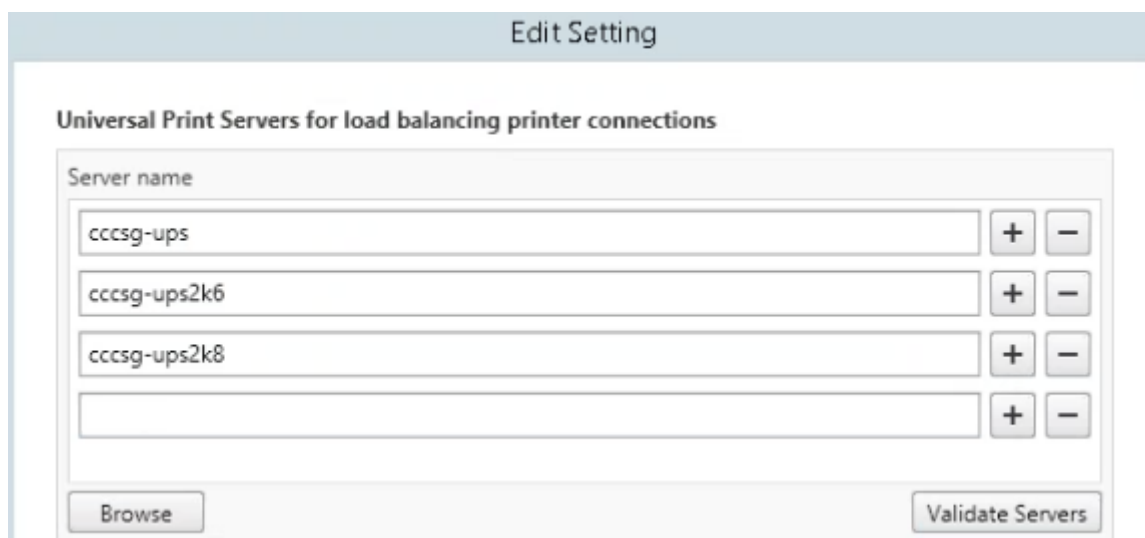 Edit Setting
Universal Print Servers for load balancing printer connections
Server name
cccsg-ups + −
cccsg-ups2k6 + −
cccsg-ups2k8 + −
+ −
Browse Validate Servers